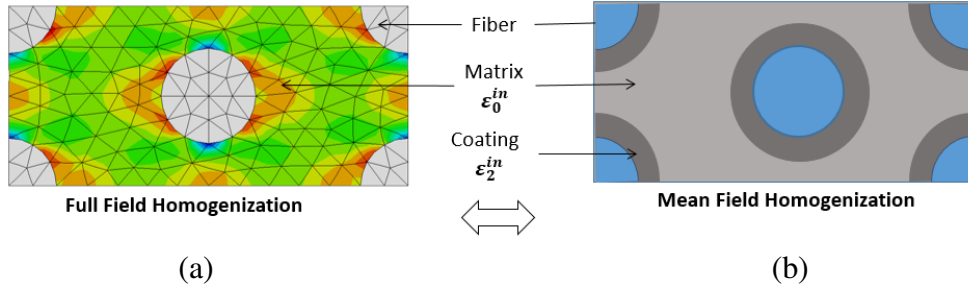 Fiber
Matrix
ε₀ⁱⁿ
Coating
ε₂ⁱⁿ
Full Field Homogenization
Mean Field Homogenization
(a)
(b)